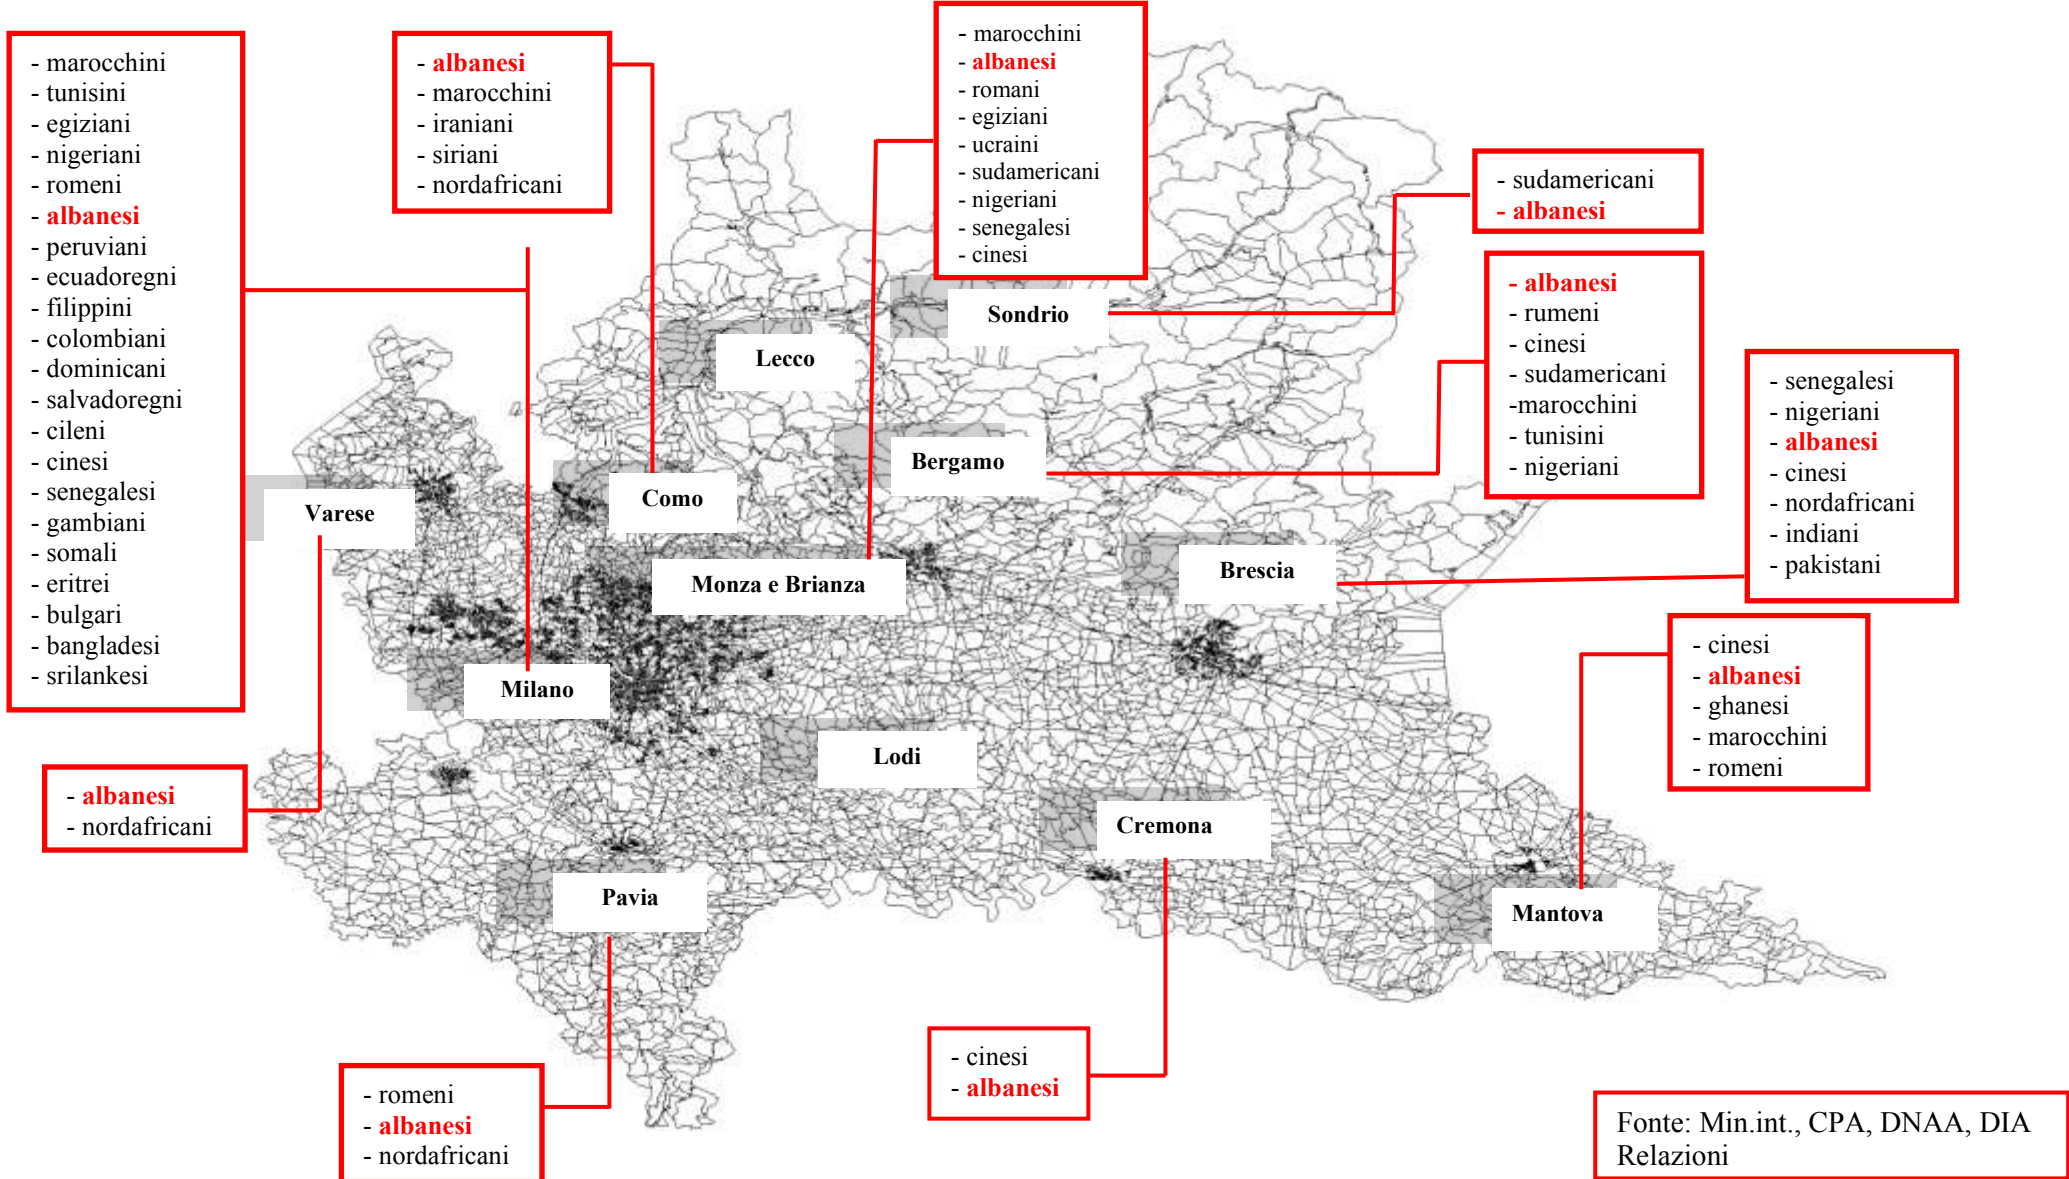 - marocchini
- tunisini
- egiziani
- nigeriani
- romeni
- albanesi
- peruviani
- ecuadoregni
- filippini
- colombiani
- dominicani
- salvadoregni
- cileni
- cinesi
- senegalesi
- gambiani
- somali
- eritrei
- bulgari
- bangladesi
- srilankesi
- albanesi
- marocchini
- iraniani
- siriani
- nordafricani
- marocchini
- albanesi
- romani
- egiziani
- ucraini
- sudamericani
- nigeriani
- senegalesi
- cinesi
- sudamericani
- albanesi
- albanesi
- rumeni
- cinesi
- sudamericani
-marocchini
- tunisini
- nigeriani
- senegalesi
- nigeriani
- albanesi
- cinesi
- nordafricani
- indiani
- pakistani
- cinesi
- albanesi
- ghanesi
- marocchini
- romeni
Sondrio
Lecco
Bergamo
Como
Varese
Monza e Brianza
Brescia
Milano
Lodi
Cremona
Pavia
Mantova
- albanesi
- nordafricani
- romeni
- albanesi
- nordafricani
- cinesi
- albanesi
Fonte: Min.int., CPA, DNAA, DIA
Relazioni